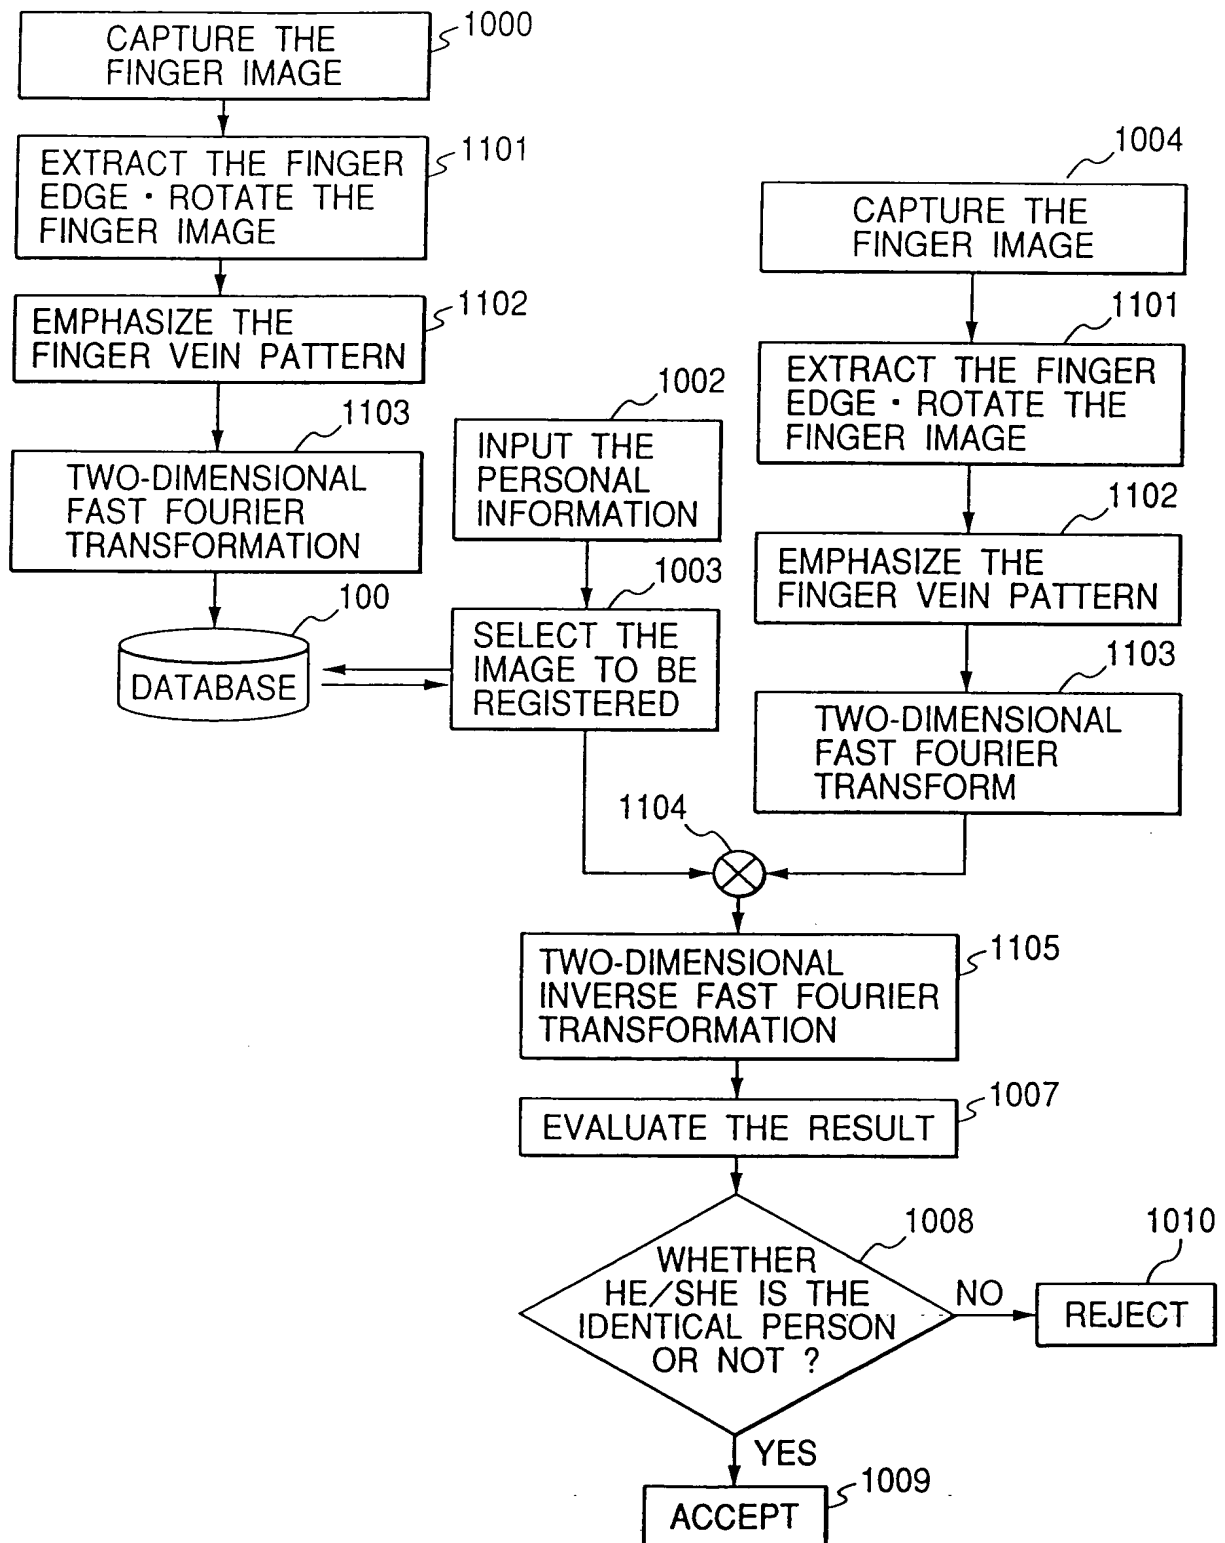 1000
CAPTURE THE
FINGER IMAGE
1101
EXTRACT THE FINGER
EDGE・ROTATE THE
FINGER IMAGE
1102
EMPHASIZE THE
FINGER VEIN PATTERN
1103
TWO-DIMENSIONAL
FAST FOURIER
TRANSFORMATION
100
DATABASE
1002
INPUT THE
PERSONAL
INFORMATION
1003
SELECT THE
IMAGE TO BE
REGISTERED
1004
CAPTURE THE
FINGER IMAGE
1101
EXTRACT THE FINGER
EDGE・ROTATE THE
FINGER IMAGE
1102
EMPHASIZE THE
FINGER VEIN PATTERN
1103
TWO-DIMENSIONAL
FAST FOURIER
TRANSFORM
1104
1105
TWO-DIMENSIONAL
INVERSE FAST FOURIER
TRANSFORMATION
1007
EVALUATE THE RESULT
1008
WHETHER
HE/SHE IS THE
IDENTICAL PERSON
OR NOT ?
NO
1010
REJECT
YES
1009
ACCEPT